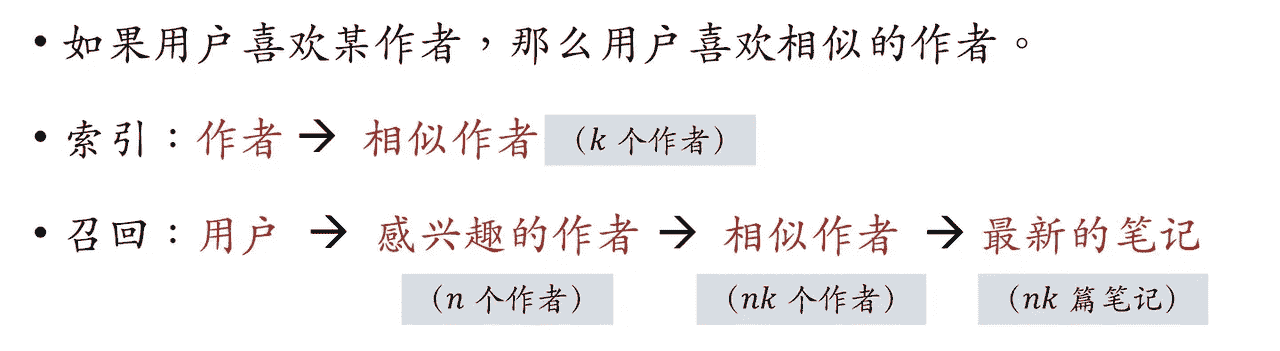 • 如果用户喜欢某作者，那么用户喜欢相似的作者。
• 索引：作者 → 相似作者 （k 个作者）
• 召回：用户 → 感兴趣的作者 → 相似作者 → 最新的笔记
（n 个作者） （nk 个作者） （nk 篇笔记）